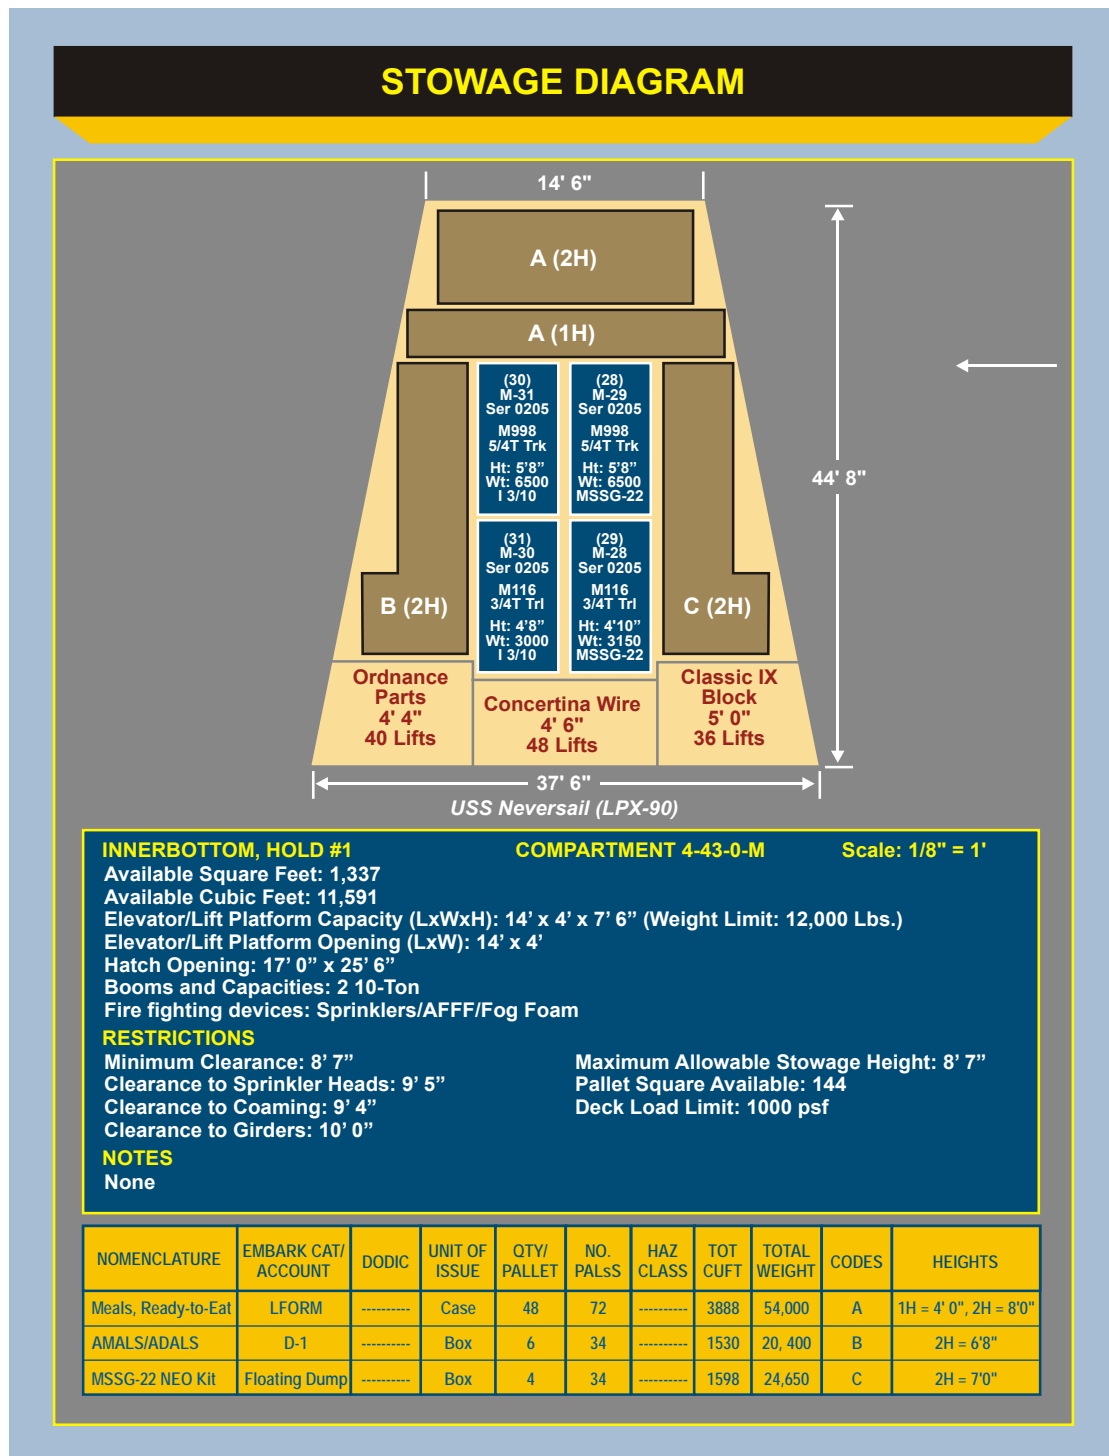 STOWAGE DIAGRAM
14' 6"
A (2H)
A (1H)
(30)
M-31
Ser 0205
M998
5/4T Trk
Ht: 5’8”
Wt: 6500
I 3/10
(28)
M-29
Ser 0205
M998
5/4T Trk
Ht: 5’8”
Wt: 6500
MSSG-22
44' 8"
(31)
M-30
Ser 0205
M116
3/4T Trl
Ht: 4’8”
Wt: 3000
I 3/10
(29)
M-28
Ser 0205
M116
3/4T Trl
Ht: 4'10”
Wt: 3150
MSSG-22
B (2H)
C (2H)
Ordnance
Parts
4' 4"
40 Lifts
Concertina Wire
4' 6"
48 Lifts
Classic IX
Block
5' 0"
36 Lifts
37' 6"
USS Neversail (LPX-90)
INNERBOTTOM, HOLD #1 COMPARTMENT 4-43-0-M Scale: 1/8" = 1'
Available Square Feet: 1,337
Available Cubic Feet: 11,591
Elevator/Lift Platform Capacity (LxWxH): 14’ x 4’ x 7’ 6” (Weight Limit: 12,000 Lbs.)
Elevator/Lift Platform Opening (LxW): 14’ x 4’
Hatch Opening: 17’ 0” x 25’ 6”
Booms and Capacities: 2 10-Ton
Fire fighting devices: Sprinklers/AFFF/Fog Foam
RESTRICTIONS
Minimum Clearance: 8’ 7” Maximum Allowable Stowage Height: 8’ 7”
Clearance to Sprinkler Heads: 9’ 5” Pallet Square Available: 144
Clearance to Coaming: 9’ 4” Deck Load Limit: 1000 psf
Clearance to Girders: 10’ 0”
NOTES
None
NOMENCLATURE EMBARK CAT/ ACCOUNT DODIC UNIT OF ISSUE QTY/ PALLET NO. PALsS HAZ CLASS TOT CUFT TOTAL WEIGHT CODES HEIGHTS
Meals, Ready-to-Eat LFORM ---------- Case 48 72 ---------- 3888 54,000 A 1H = 4' 0", 2H = 8'0"
AMALS/ADALS D-1 ---------- Box 6 34 ---------- 1530 20, 400 B 2H = 6'8"
MSSG-22 NEO Kit Floating Dump ---------- Box 4 34 ---------- 1598 24,650 C 2H = 7'0"